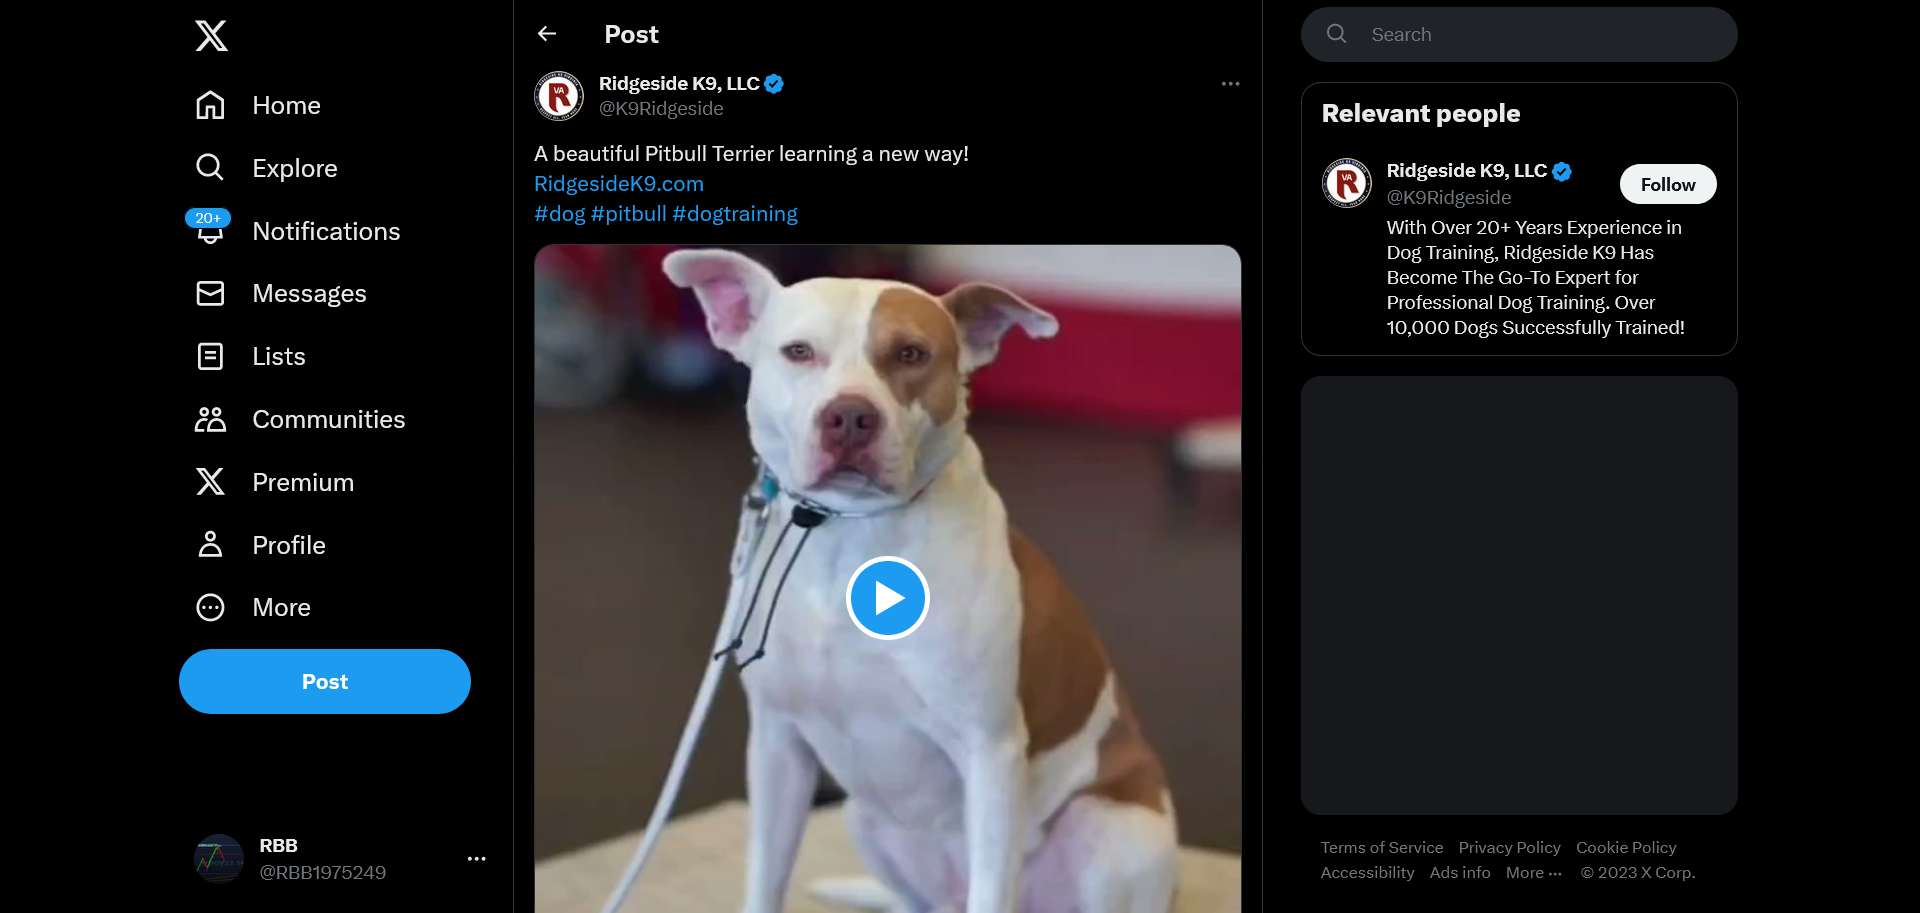 Home
Explore
20+
Notifications
Messages
Lists
Communities
Premium
Profile
More
Post
RBB
@RBB1975249
Post
Ridgeside K9, LLC
@K9Ridgeside
A beautiful Pitbull Terrier learning a new way!
RidgesideK9.com
#dog #pitbull #dogtraining
Search
Relevant people
Ridgeside K9, LLC
@K9Ridgeside
Follow
With Over 20+ Years Experience in
Dog Training, Ridgeside K9 Has
Become The Go-To Expert for
Professional Dog Training. Over
10,000 Dogs Successfully Trained!
Terms of Service Privacy Policy Cookie Policy
Accessibility Ads info More ··· © 2023 X Corp.